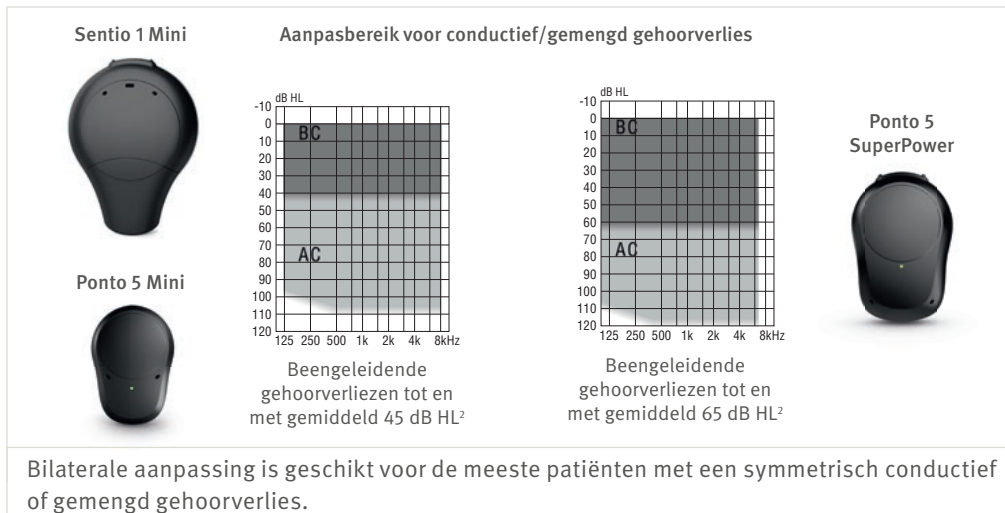 Sentio 1 Mini
Aanpasbereik voor conductief/gemengd gehoorverlies
Ponto 5 Mini
dB HL
-10
0
10
20
30
40
50
60
70
80
90
100
110
120
BC
AC
125 250 500 1k 2k 4k 8kHz
Beengeleidende
gehoorverliezen tot en
met gemiddeld 45 dB HL²
dB HL
-10
0
10
20
30
40
50
60
70
80
90
100
110
120
BC
AC
125 250 500 1k 2k 4k 8kHz
Beengeleidende
gehoorverliezen tot en
met gemiddeld 65 dB HL²
Ponto 5
SuperPower
Bilaterale aanpassing is geschikt voor de meeste patiënten met een symmetrisch conductief
of gemengd gehoorverlies.